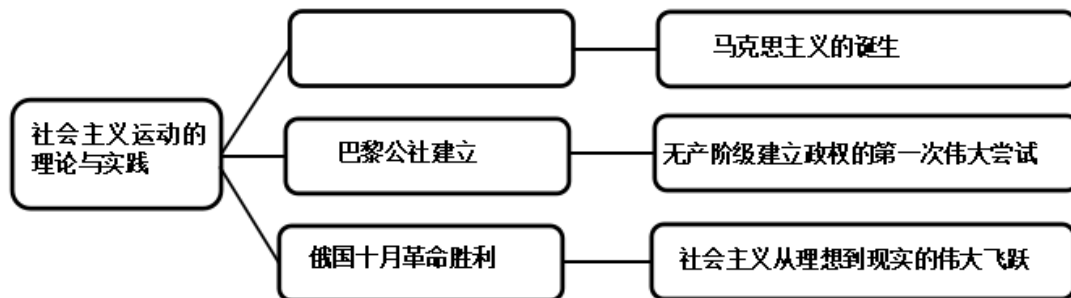 马克思主义的诞生
社会主义运动的
理论与实践
巴黎公社建立
无产阶级建立政权的第一次伟大尝试
俄国十月革命胜利
社会主义从理想到现实的伟大飞跃